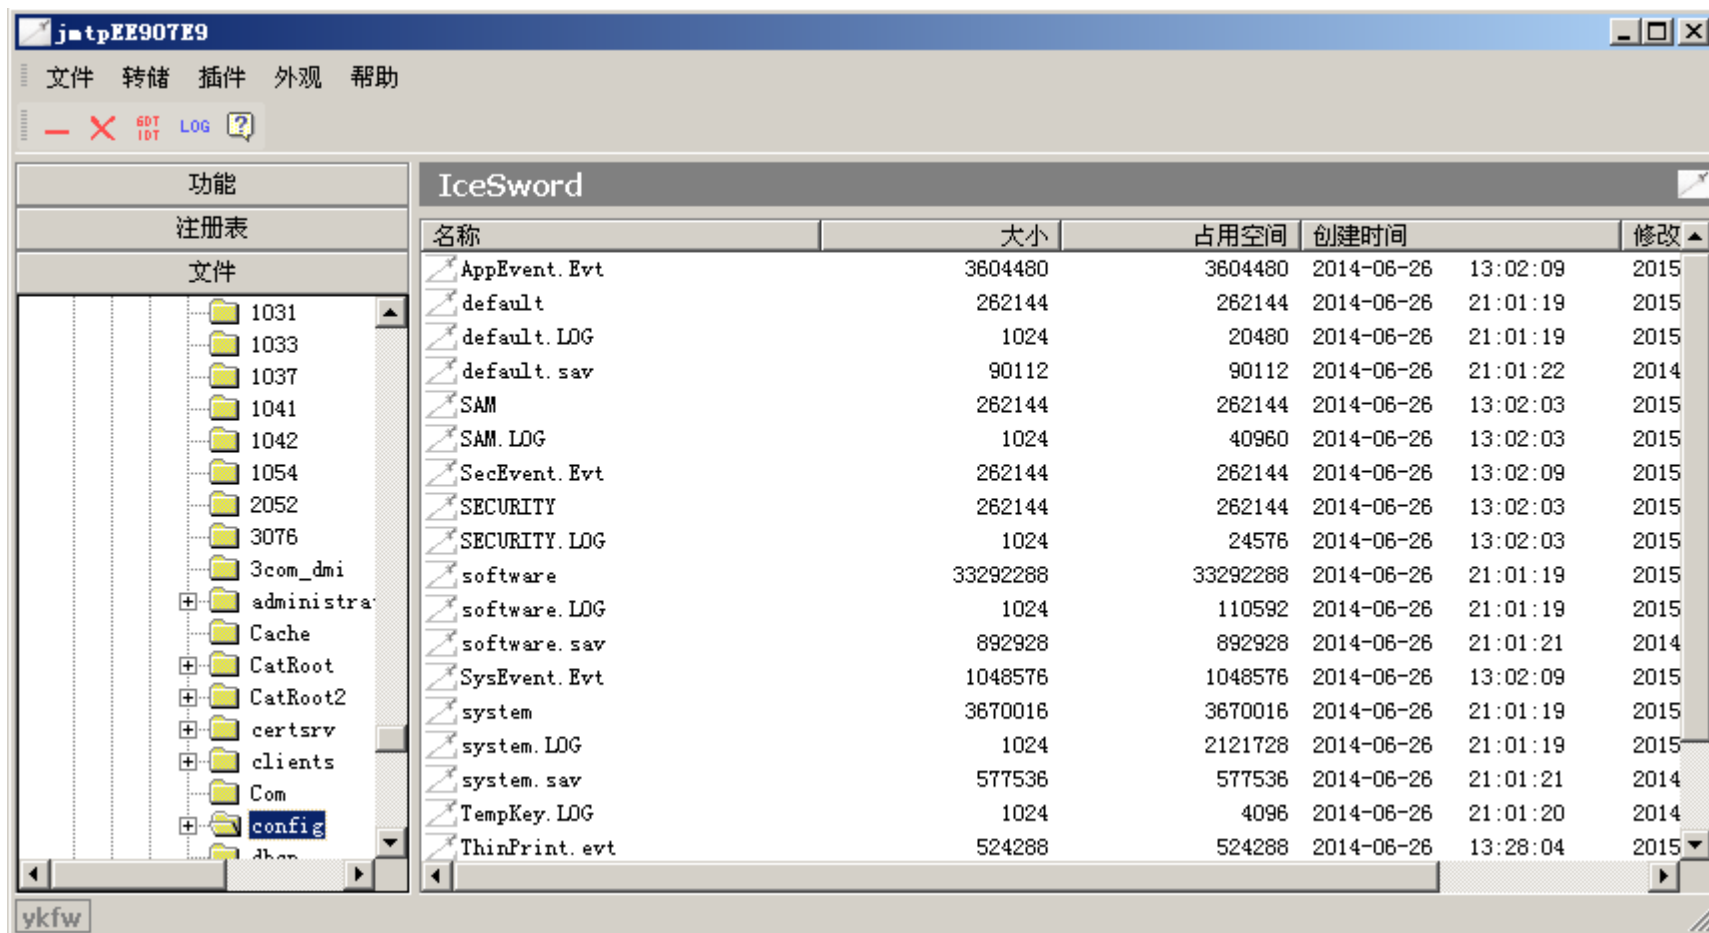 jmtpEE907E9
文件 转储 插件 外观 帮助
GDT IDT LOG ?
功能
注册表
文件
1031
1033
1037
1041
1042
1054
2052
3076
3com_dmi
administra
Cache
CatRoot
CatRoot2
certsrv
clients
Com
config
dhcp
IceSword
名称 大小 占用空间 创建时间 修改
AppEvent.Evt 3604480 3604480 2014-06-26 13:02:09 2015
default 262144 262144 2014-06-26 21:01:19 2015
default.LOG 1024 20480 2014-06-26 21:01:19 2015
default.sav 90112 90112 2014-06-26 21:01:22 2014
SAM 262144 262144 2014-06-26 13:02:03 2015
SAM.LOG 1024 40960 2014-06-26 13:02:03 2015
SecEvent.Evt 262144 262144 2014-06-26 13:02:09 2015
SECURITY 262144 262144 2014-06-26 13:02:03 2015
SECURITY.LOG 1024 24576 2014-06-26 13:02:03 2015
software 33292288 33292288 2014-06-26 21:01:19 2015
software.LOG 1024 110592 2014-06-26 21:01:19 2015
software.sav 892928 892928 2014-06-26 21:01:21 2014
SysEvent.Evt 1048576 1048576 2014-06-26 13:02:09 2015
system 3670016 3670016 2014-06-26 21:01:19 2015
system.LOG 1024 2121728 2014-06-26 21:01:19 2015
system.sav 577536 577536 2014-06-26 21:01:21 2014
TempKey.LOG 1024 4096 2014-06-26 21:01:20 2014
ThinPrint.evt 524288 524288 2014-06-26 13:28:04 2015
ykfw